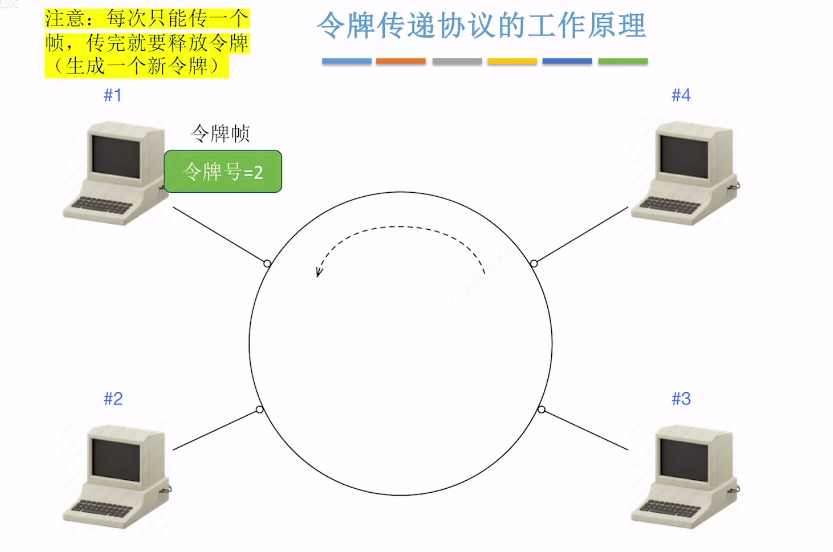 注意：每次只能传一个
帧，传完就要释放令牌
（生成一个新令牌）
令牌传递协议的工作原理
#1
#4
令牌帧
令牌号=2
#2
#3